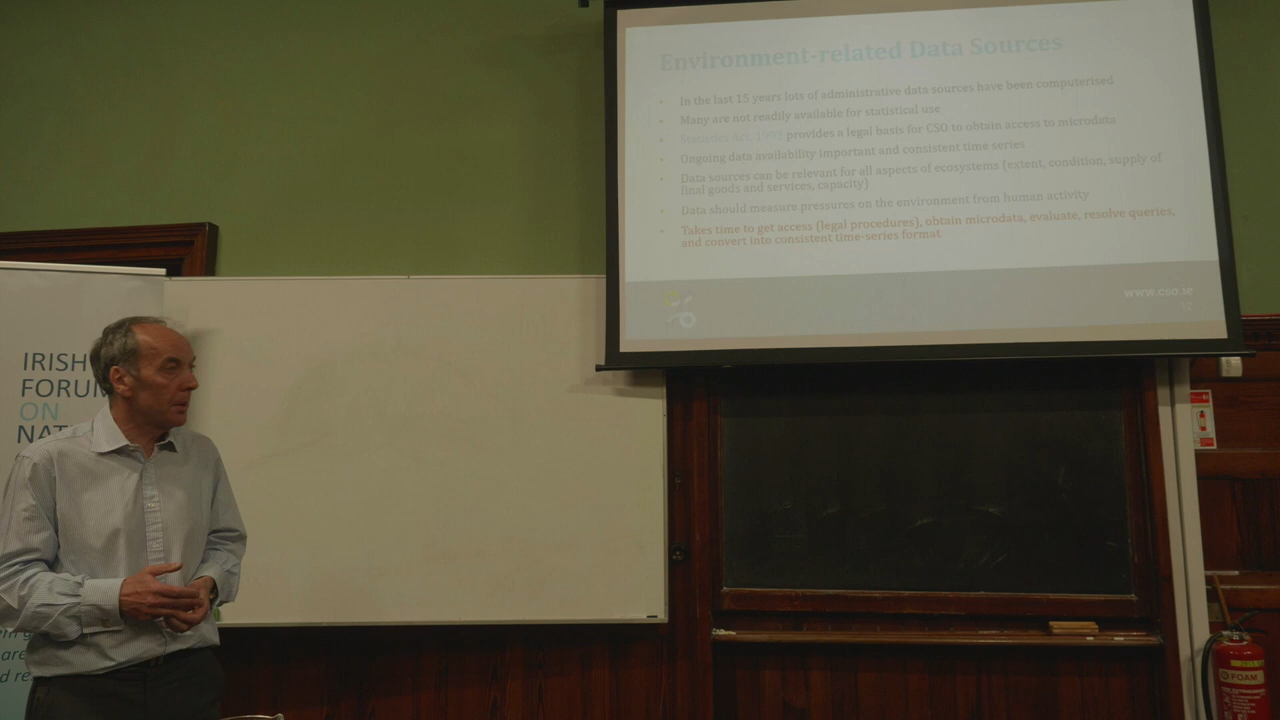 Environment-related Data Sources
• In the last 15 years lots of administrative data sources have been computerised
• Many are not readily available for statistical use
• Statistics Act, 1993 provides a legal basis for CSO to obtain access to microdata
• Ongoing data availability important and consistent time series
• Data sources can be relevant for all aspects of ecosystems (extent, condition, supply of
final goods and services, capacity)
• Data should measure pressures on the environment from human activity
• Takes time to get access (legal procedures), obtain microdata, evaluate, resolve queries,
and convert into consistent time-series format
www.cso.ie
12
IRISH
FORUM
ON
NAT
are
d re
FOAM